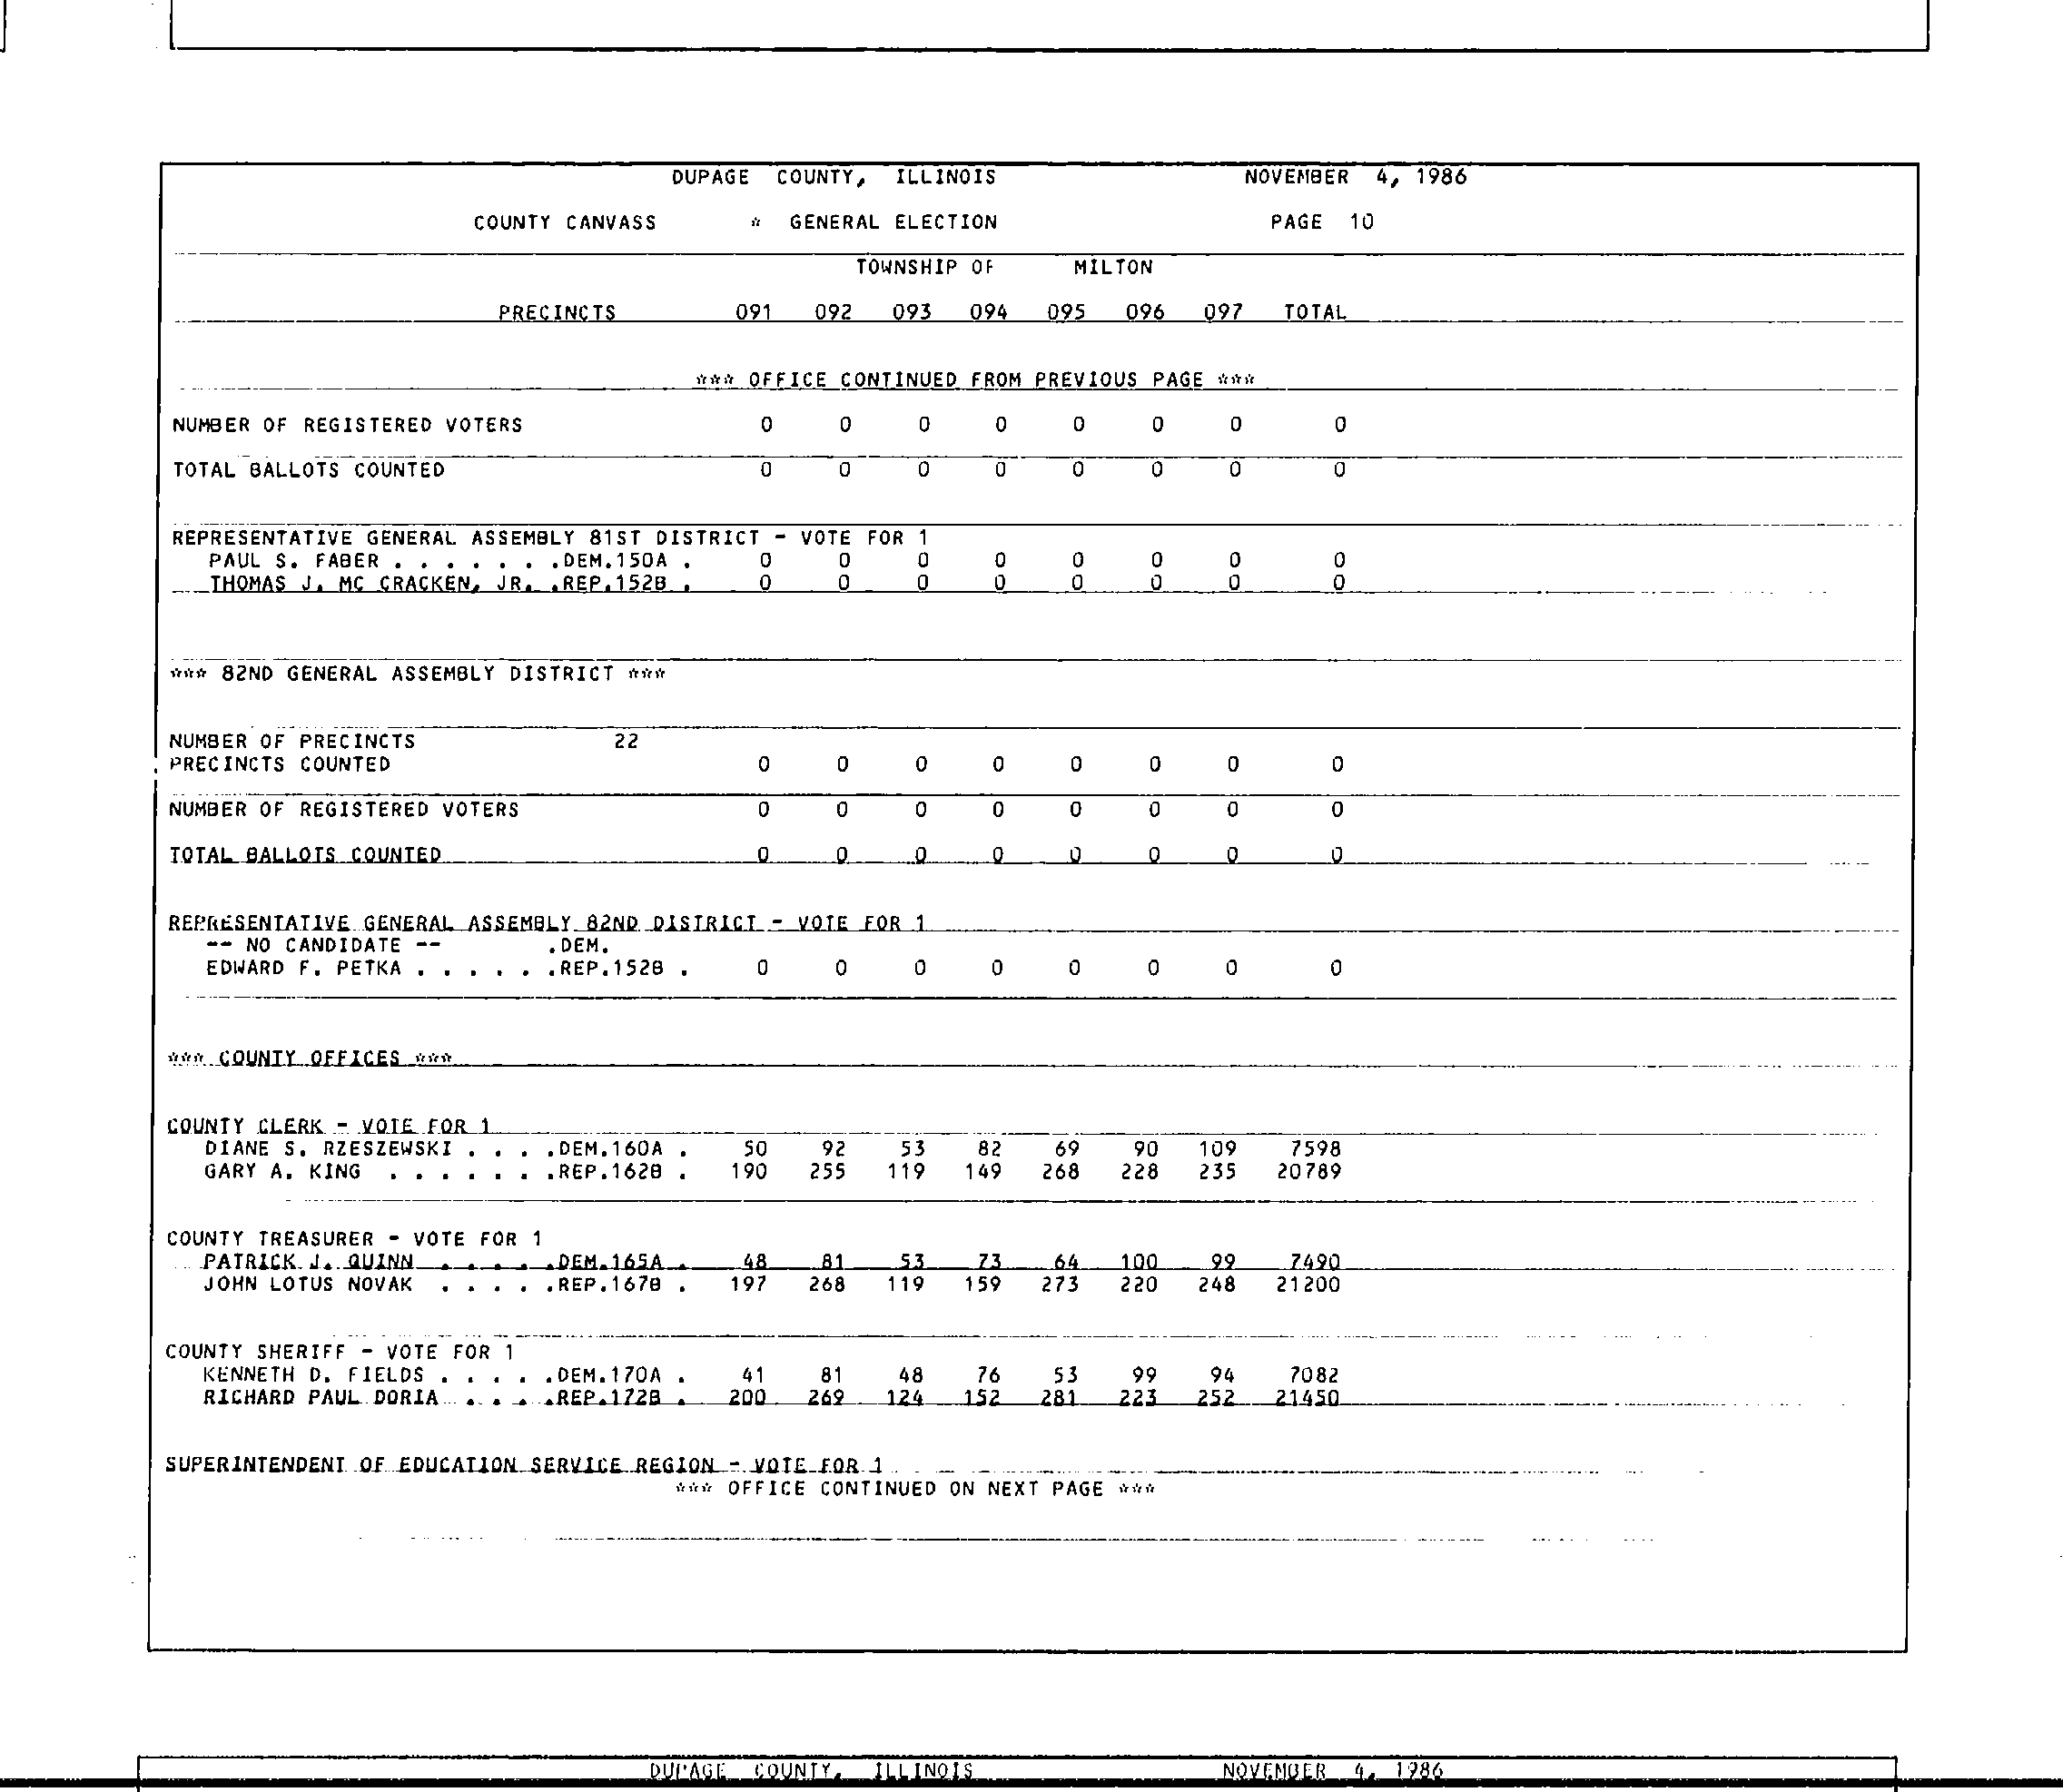 DUPAGE COUNTY, ILLINOIS NOVEMBER 4, 1986
COUNTY CANVASS * GENERAL ELECTION PAGE 10
TOWNSHIP OF MILTON
PRECINCTS 091 092 093 094 095 096 097 TOTAL
*** OFFICE CONTINUED FROM PREVIOUS PAGE ***
NUMBER OF REGISTERED VOTERS 0 0 0 0 0 0 0 0
TOTAL BALLOTS COUNTED 0 0 0 0 0 0 0 0
REPRESENTATIVE GENERAL ASSEMBLY 81ST DISTRICT - VOTE FOR 1
PAUL S. FABER . . . . . . .DEM.150A . 0 0 0 0 0 0 0 0
THOMAS J. MC CRACKEN, JR. .REP.152B . 0 0 0 0 0 0 0 0
*** 82ND GENERAL ASSEMBLY DISTRICT ***
NUMBER OF PRECINCTS 22
PRECINCTS COUNTED 0 0 0 0 0 0 0 0
NUMBER OF REGISTERED VOTERS 0 0 0 0 0 0 0 0
TOTAL BALLOTS COUNTED 0 0 0 0 0 0 0 0
REPRESENTATIVE GENERAL ASSEMBLY 82ND DISTRICT - VOTE FOR 1
-- NO CANDIDATE -- .DEM.
EDWARD F. PETKA . . . . . .REP.152B . 0 0 0 0 0 0 0 0
*** COUNTY OFFICES ***
COUNTY CLERK - VOTE FOR 1
DIANE S. RZESZEWSKI . . . .DEM.160A . 50 92 53 82 69 90 109 7598
GARY A. KING . . . . . . .REP.162B . 190 255 119 149 268 228 235 20789
COUNTY TREASURER - VOTE FOR 1
PATRICK J. QUINN . . . . .DEM.165A . 48 81 53 73 64 100 99 7490
JOHN LOTUS NOVAK . . . . .REP.167B . 197 268 119 159 273 220 248 21200
COUNTY SHERIFF - VOTE FOR 1
KENNETH D. FIELDS . . . . .DEM.170A . 41 81 48 76 53 99 94 7082
RICHARD PAUL DORIA . . . .REP.172B . 200 269 124 152 281 223 252 21450
SUPERINTENDENT OF EDUCATION SERVICE REGION - VOTE FOR 1
*** OFFICE CONTINUED ON NEXT PAGE ***
DUPAGE COUNTY, ILLINOIS NOVEMBER 4, 1986